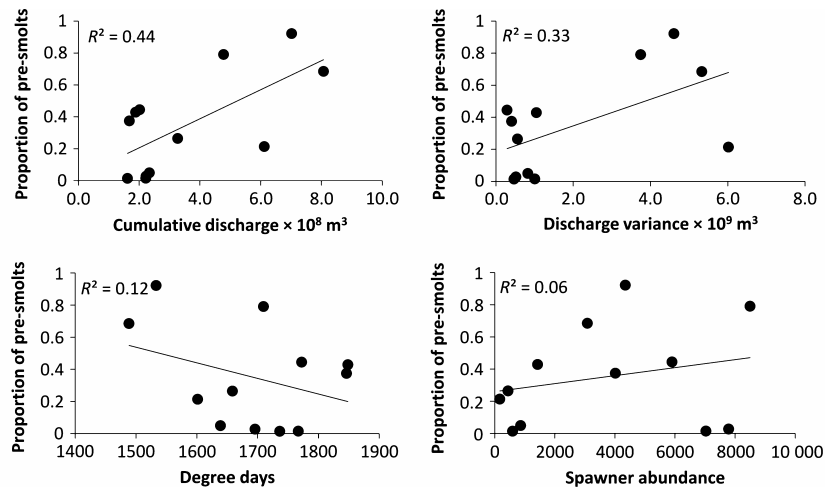 Proportion of pre-smolts
R² = 0.44
1
0.8
0.6
0.4
0.2
0
0.0 2.0 4.0 6.0 8.0 10.0
Cumulative discharge × 10⁸ m³
Proportion of pre-smolts
R² = 0.33
1
0.8
0.6
0.4
0.2
0
0.0 2.0 4.0 6.0 8.0
Discharge variance × 10⁹ m³
Proportion of pre-smolts
R² = 0.12
1
0.8
0.6
0.4
0.2
0
1400 1500 1600 1700 1800 1900
Degree days
Proportion of pre-smolts
R² = 0.06
1
0.8
0.6
0.4
0.2
0
0 2000 4000 6000 8000 10 000
Spawner abundance